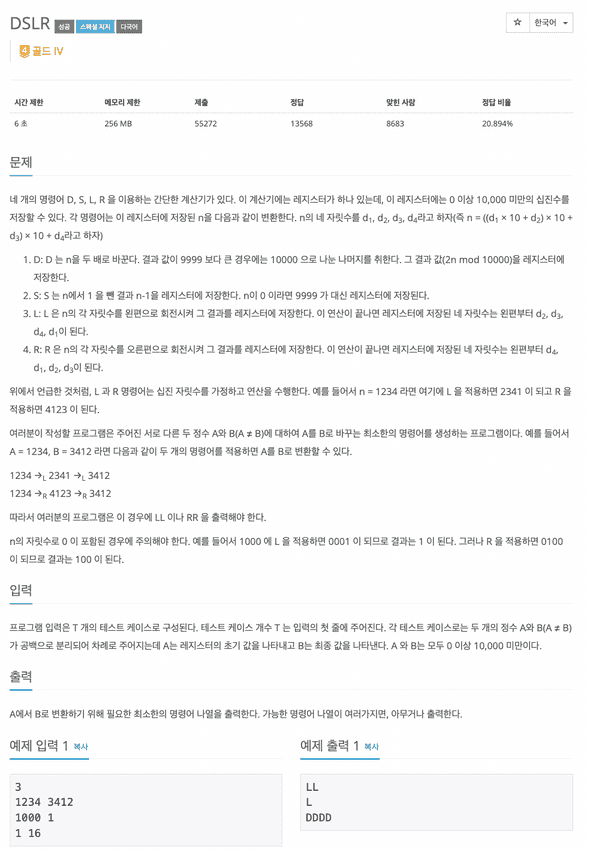 DSLR 성공 스페셜 저지 다국어
☆ 한국어
4 골드 IV
시간 제한 메모리 제한 제출 정답 맞힌 사람 정답 비율
6 초 256 MB 55272 13568 8683 20.894%
문제
네 개의 명령어 D, S, L, R 을 이용하는 간단한 계산기가 있다. 이 계산기에는 레지스터가 하나 있는데, 이 레지스터에는 0 이상 10,000 미만의 십진수를
저장할 수 있다. 각 명령어는 이 레지스터에 저장된 n을 다음과 같이 변환한다. n의 네 자릿수를 d1, d2, d3, d4라고 하자(즉 n = ((d1 × 10 + d2) × 10 +
d3) × 10 + d4라고 하자)
1. D: D 는 n을 두 배로 바꾼다. 결과 값이 9999 보다 큰 경우에는 10000 으로 나눈 나머지를 취한다. 그 결과 값(2n mod 10000)을 레지스터에
저장한다.
2. S: S 는 n에서 1 을 뺀 결과 n-1을 레지스터에 저장한다. n이 0 이라면 9999 가 대신 레지스터에 저장된다.
3. L: L 은 n의 각 자릿수를 왼편으로 회전시켜 그 결과를 레지스터에 저장한다. 이 연산이 끝나면 레지스터에 저장된 네 자릿수는 왼편부터 d2, d3,
d4, d1이 된다.
4. R: R 은 n의 각 자릿수를 오른편으로 회전시켜 그 결과를 레지스터에 저장한다. 이 연산이 끝나면 레지스터에 저장된 네 자릿수는 왼편부터 d4,
d1, d2, d3이 된다.
위에서 언급한 것처럼, L 과 R 명령어는 십진 자릿수를 가정하고 연산을 수행한다. 예를 들어서 n = 1234 라면 여기에 L 을 적용하면 2341 이 되고 R 을
적용하면 4123 이 된다.
여러분이 작성할 프로그램은 주어진 서로 다른 두 정수 A와 B(A ≠ B)에 대하여 A를 B로 바꾸는 최소한의 명령어를 생성하는 프로그램이다. 예를 들어서
A = 1234, B = 3412 라면 다음과 같이 두 개의 명령어를 적용하면 A를 B로 변환할 수 있다.
1234 →L 2341 →L 3412
1234 →R 4123 →R 3412
따라서 여러분의 프로그램은 이 경우에 LL 이나 RR 을 출력해야 한다.
n의 자릿수로 0 이 포함된 경우에 주의해야 한다. 예를 들어서 1000 에 L 을 적용하면 0001 이 되므로 결과는 1 이 된다. 그러나 R 을 적용하면 0100
이 되므로 결과는 100 이 된다.
입력
프로그램 입력은 T 개의 테스트 케이스로 구성된다. 테스트 케이스 개수 T 는 입력의 첫 줄에 주어진다. 각 테스트 케이스로는 두 개의 정수 A와 B(A ≠ B)
가 공백으로 분리되어 차례로 주어지는데 A는 레지스터의 초기 값을 나타내고 B는 최종 값을 나타낸다. A 와 B는 모두 0 이상 10,000 미만이다.
출력
A에서 B로 변환하기 위해 필요한 최소한의 명령어 나열을 출력한다. 가능한 명령어 나열이 여러가지면, 아무거나 출력한다.
예제 입력 1 복사
3
1234 3412
1000 1
1 16
예제 출력 1 복사
LL
L
DDDD